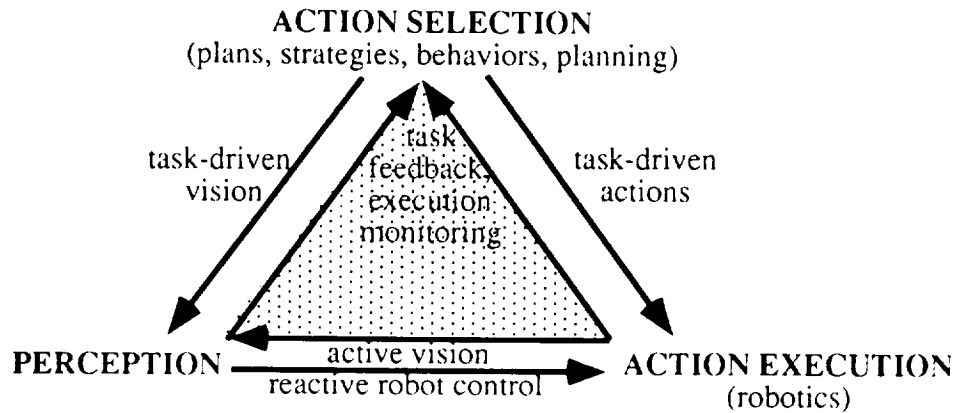 ACTION SELECTION
(plans, strategies, behaviors, planning)
task-driven
vision
task
feedback,
execution
monitoring
task-driven
actions
PERCEPTION
active vision
reactive robot control
ACTION EXECUTION
(robotics)